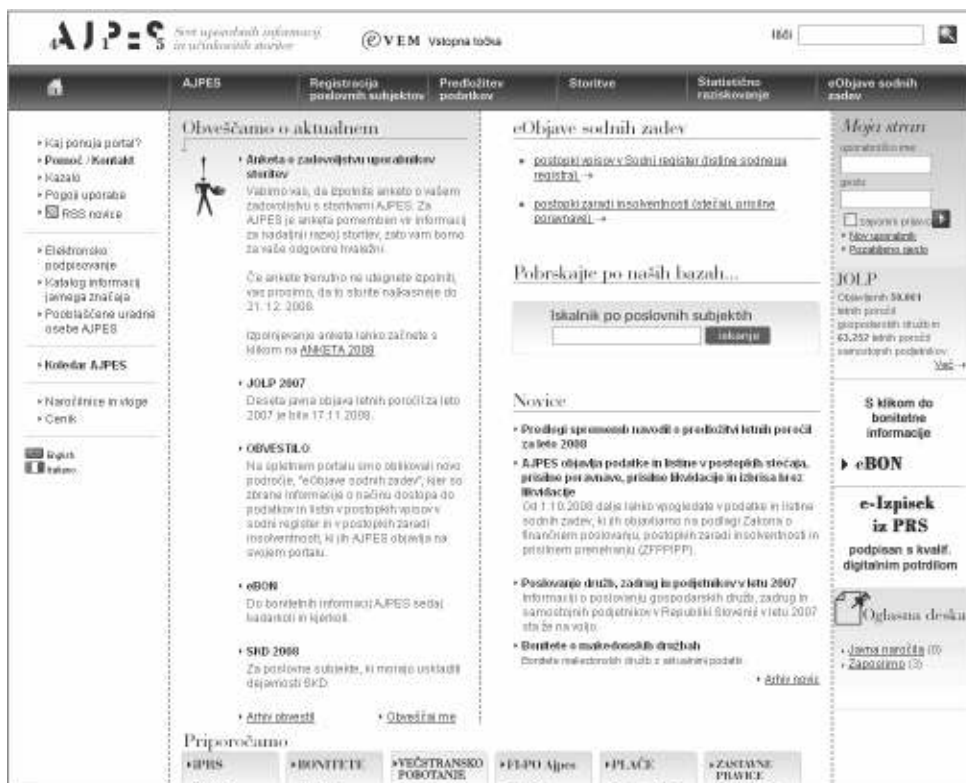 AJPES
Svet uporabnih informacij
in učinkovitih storitev
eVEM Vstopna točka
Išči
AJPES
Registracija
poslovnih subjektov
Predložitev
podatkov
Storitve
Statistično
raziskovanje
eObjave sodnih
zadev
Kaj ponuja portal?
Pomoč / Kontakt
Kazalo
Pogoji uporabe
RSS novice
Elektronsko
podpisovanje
Katalog informacij
javnega značaja
Pooblaščene uradne
osebe AJPES
Koledar AJPES
Naročilnice in vloge
Cenik
English
Italiano
Obveščamo o aktualnem
Anketa o zadovoljstvu uporabnikov
storitev
Vabimo vas, da izpolnite anketo o vašem
zadovoljstvu s storitvami AJPES. Za
AJPES je anketa pomemben vir informacij
za nadaljnji razvoj storitev, zato vam bomo
za vaše odgovore hvaležni.
Če ankete trenutno ne utegnete izpolniti,
vas prosimo, da to storite najkasneje do
21. 12. 2008.
Izpolnjevanje ankete lahko začnete s
klikom na ANKETA 2008
JOLP 2007
Deseta javna objava letnih poročil za leto
2007 je bila 17.11.2008.
OBVESTILO
Na spletnem portalu smo oblikovali novo
področje, "eObjave sodnih zadev", kjer so
zbrane informacije o načinu dostopa do
podatkov in listin v postopkih vpisov v
sodni register in v postopkih zaradi
insolventnosti, ki jih AJPES objavlja na
svojem portalu.
eBON
Do bonitetnih informacij AJPES sedaj
kadarkoli in kjerkoli.
SKD 2008
Za poslovne subjekte, ki morajo uskladiti
dejavnosti SKD.
Arhiv obvestil
Obveščaj me
eObjave sodnih zadev
postopki vpisov v Sodni register (listine sodnega
registra) →
postopki zaradi insolventnosti (stečaji, prisilne
poravnave) →
Pobrskajte po naših bazah...
Iskalnik po poslovnih subjektih
iskanje
Novice
Predlogi sprememb navodil o predložitvi letnih poročil
za leto 2008
AJPES objavlja podatke in listine v postopkih stečaja,
prisilne poravnave, prisilne likvidacije in izbrisa brez
likvidacije
Od 1.10.2008 dalje lahko vpogledate v podatke in listine
sodnih zadev, ki jih objavljamo na podlagi Zakona o
finančnem poslovanju, postopkih zaradi insolventnosti in
prisilnem prenehanju (ZFPPIPP).
Poslovanje družb, zadrug in podjetnikov v letu 2007
Informaciji o poslovanju gospodarskih družb, zadrug in
samostojnih podjetnikov v Republiki Sloveniji v letu 2007
sta že na voljo.
Bonitete o makedonskih družbah
Bonitete makedonskih družb z aktualnimi podatki.
Arhiv novic
Moja stran
uporabniško ime
geslo
zapomni prijavo
Nov uporabnik
Pozabljeno geslo
JOLP
Objavljenih 50.001
letnih poročil
gospodarskih družb in
63.252 letnih poročil
samostojnih podjetnikov
Več →
S klikom do
bonitetne
informacije
eBON
e-Izpisek
iz PRS
podpisan s kvalif.
digitalnim potrdilom
Oglasna deska
Javna naročila (0)
Zaposlimo (3)
Priporočamo
iPRS
BONITETE
VEČSTRANSKO
POBOTANJE
FI-PO Ajpes
PLAČE
ZASTAVNE
PRAVICE